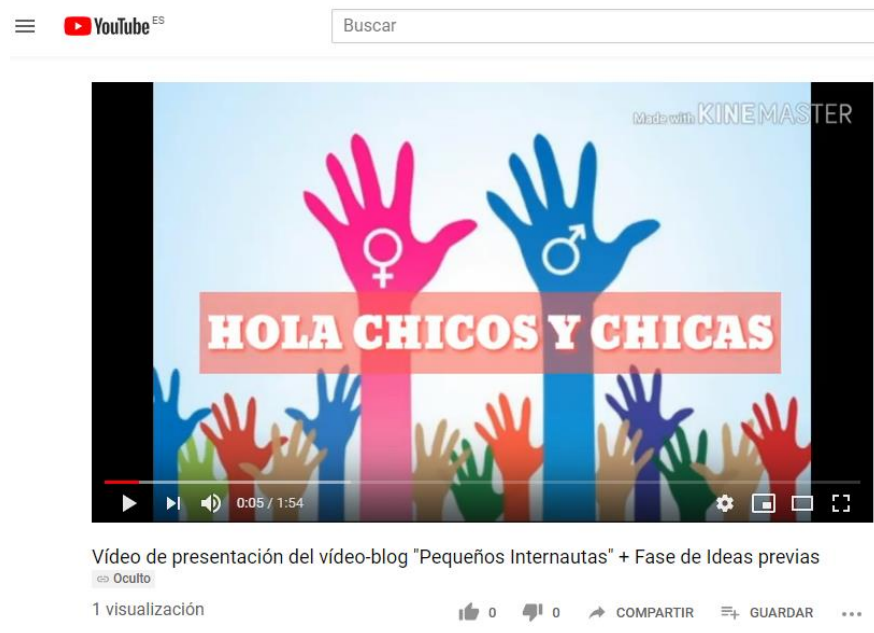 YouTube ES
Buscar
Made with KINEMASTER
HOLA CHICOS Y CHICAS
0:05 / 1:54
Vídeo de presentación del vídeo-blog "Pequeños Internautas" + Fase de Ideas previas
Oculto
1 visualización
0 0 COMPARTIR GUARDAR